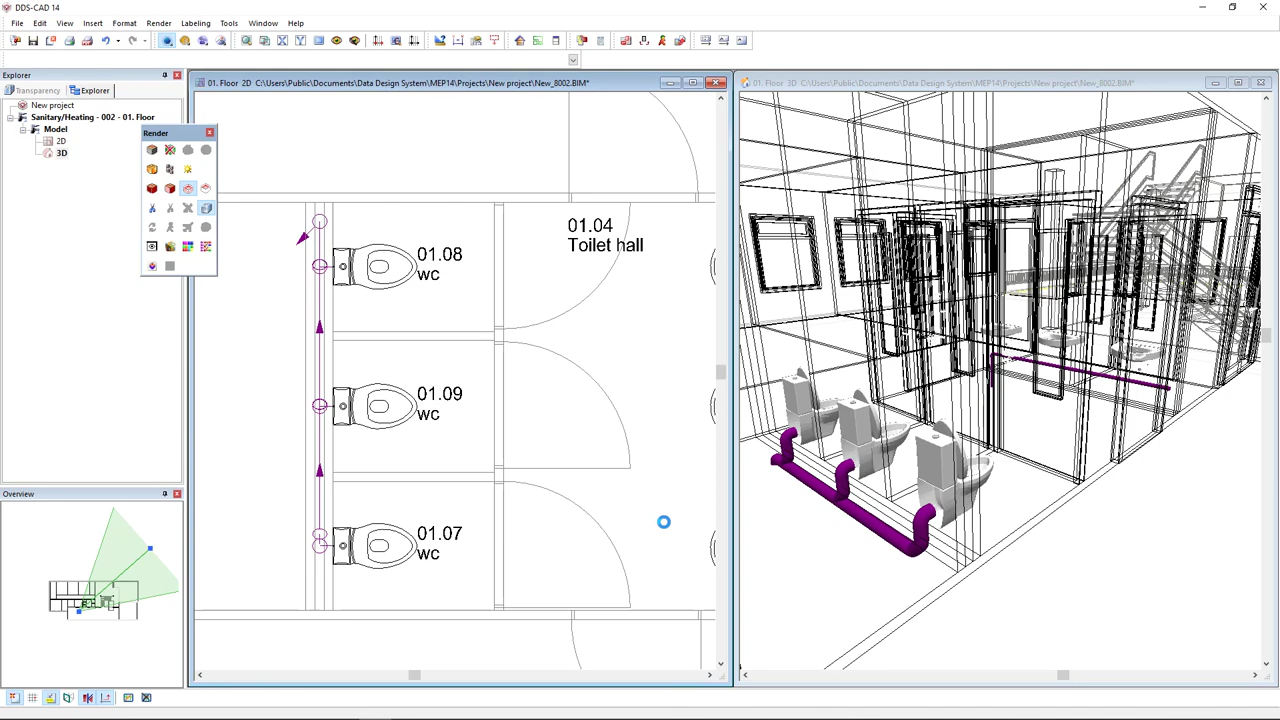 DDS-CAD 14
File Edit View Insert Format Render Labeling Tools Window Help
Explorer
Transparency Explorer
New project
Sanitary/Heating - 002 - 01. Floor
Model
2D
3D
Render
Overview
01. Floor 2D C:\Users\Public\Documents\Data Design System\MEP14\Projects\New project\New_8002.BIM*
01.04
Toilet hall
01.08
WC
01.09
WC
01.07
WC
01. Floor 3D C:\Users\Public\Documents\Data Design System\MEP14\Projects\New project\New_8002.BIM*